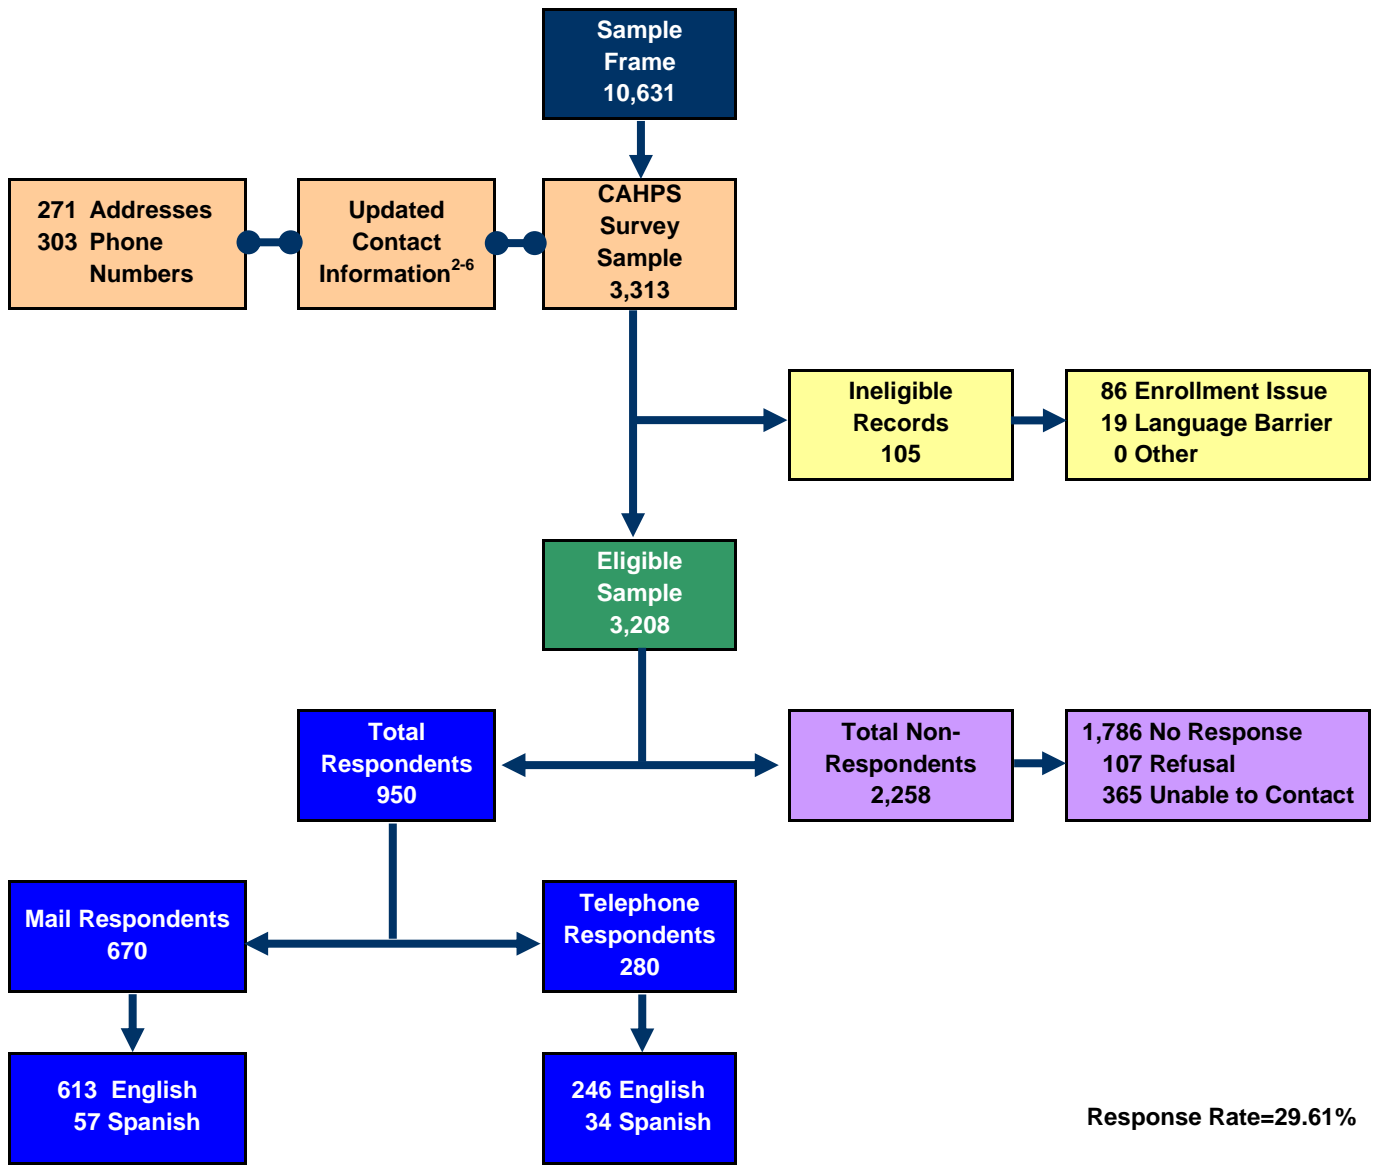 Sample
Frame
10,631
271 Addresses
303 Phone
Numbers
Updated
Contact
Information2-6
CAHPS
Survey
Sample
3,313
Ineligible
Records
105
86 Enrollment Issue
19 Language Barrier
0 Other
Eligible
Sample
3,208
Total
Respondents
950
Total Non-
Respondents
2,258
1,786 No Response
107 Refusal
365 Unable to Contact
Mail Respondents
670
Telephone
Respondents
280
613 English
57 Spanish
246 English
34 Spanish
Response Rate=29.61%